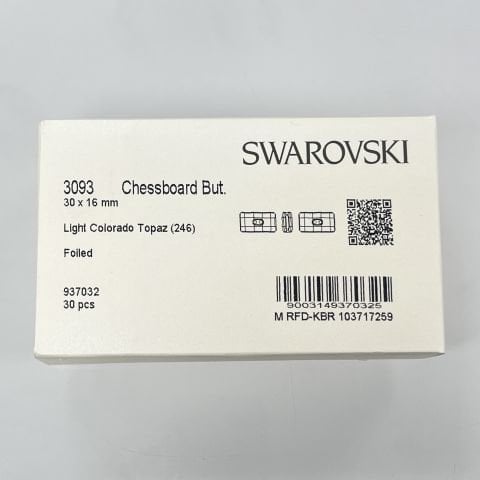 SWAROVSKI
3093 Chessboard But.
30 x 16 mm
Light Colorado Topaz (246)
Foiled
937032
30 pcs
9003149370325
M RFD-KBR 103717259